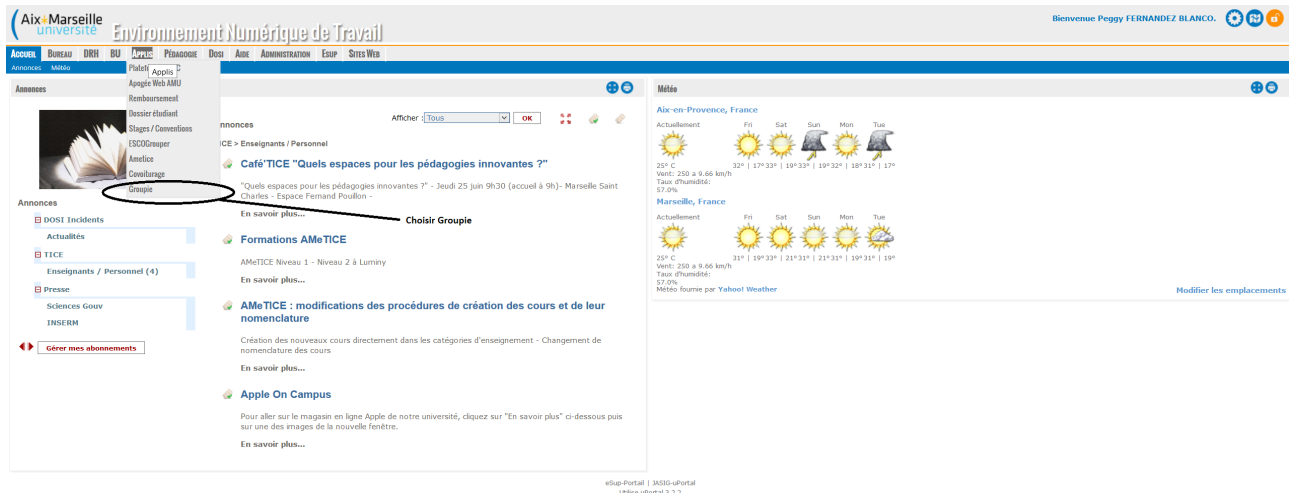 Aix*Marseille
université
Environnement Numérique de Travail
Bienvenue Peggy FERNANDEZ BLANCO.
Accueil Bureau DRH BU Applis Pédagogie Dosi Aide Administration Esup Sites Web
Annonces Météo
Applis
Apogée Web AMU
Remboursement
Dossier étudiant
Stages / Conventions
ESCOGrouper
Ametice
Covoiturage
Groupie
Choisir Groupie
Annonces
nnonces
Afficher : Tous OK
ICE > Enseignants / Personnel
Café'TICE "Quels espaces pour les pédagogies innovantes ?"
"Quels espaces pour les pédagogies innovantes ?" - Jeudi 25 juin 9h30 (accueil à 9h)- Marseille Saint
Charles - Espace Fernand Pouillon -
En savoir plus...
Formations AMeTICE
AMeTICE Niveau 1 - Niveau 2 à Luminy
En savoir plus...
AMeTICE : modifications des procédures de création des cours et de leur
nomenclature
Création des nouveaux cours directement dans les catégories d'enseignement - Changement de
nomenclature des cours
En savoir plus...
Apple On Campus
Pour aller sur le magasin en ligne Apple de notre université, cliquez sur "En savoir plus" ci-dessous puis
sur une des images de la nouvelle fenêtre.
En savoir plus...
Annonces
DOSI Incidents
Actualités
TICE
Enseignants / Personnel (4)
Presse
Sciences Gouv
INSERM
Gérer mes abonnements
Météo
Aix-en-Provence, France
Actuellement Fri Sat Sun Mon Tue
25° C 32° | 17° 33° | 19° 33° | 19° 32° | 18° 31° | 17°
Vent: 250 a 9.66 km/h
Taux d'humidité:
57.0%
Marseille, France
Actuellement Fri Sat Sun Mon Tue
25° C 31° | 19° 33° | 21° 31° | 21° 31° | 19° 31° | 19°
Vent: 250 a 9.66 km/h
Taux d'humidité:
57.0%
Météo fournie par Yahoo! Weather
Modifier les emplacements
eSup-Portail | JASIG-uPortal
Utilise uPortal 3.2.2